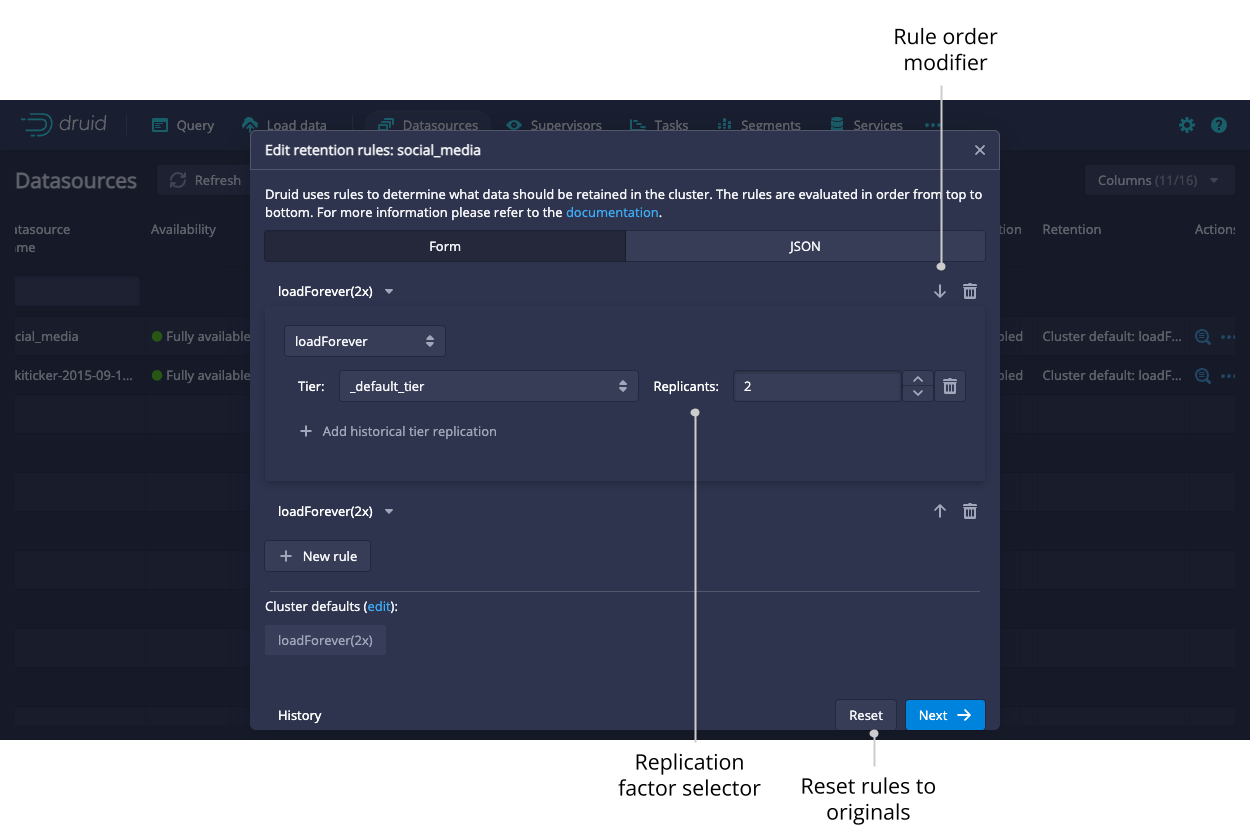 Rule order
modifier
druid
Query
Load data
Datasources
Supervisors
Tasks
Segments
Services
Edit retention rules: social_media
Datasources
Refresh
Columns (11/16)
Druid uses rules to determine what data should be retained in the cluster. The rules are evaluated in order from top to
bottom. For more information please refer to the documentation.
atasource
me
Availability
tion
Retention
Actions
Form
JSON
loadForever(2x)
cial_media
Fully available
loadForever
bled
Cluster default: loadF...
kiticker-2015-09-1...
Fully available
Tier:
_default_tier
Replicants:
2
bled
Cluster default: loadF...
Add historical tier replication
loadForever(2x)
New rule
Cluster defaults (edit):
loadForever(2x)
History
Reset
Next
Replication
factor selector
Reset rules to
originals